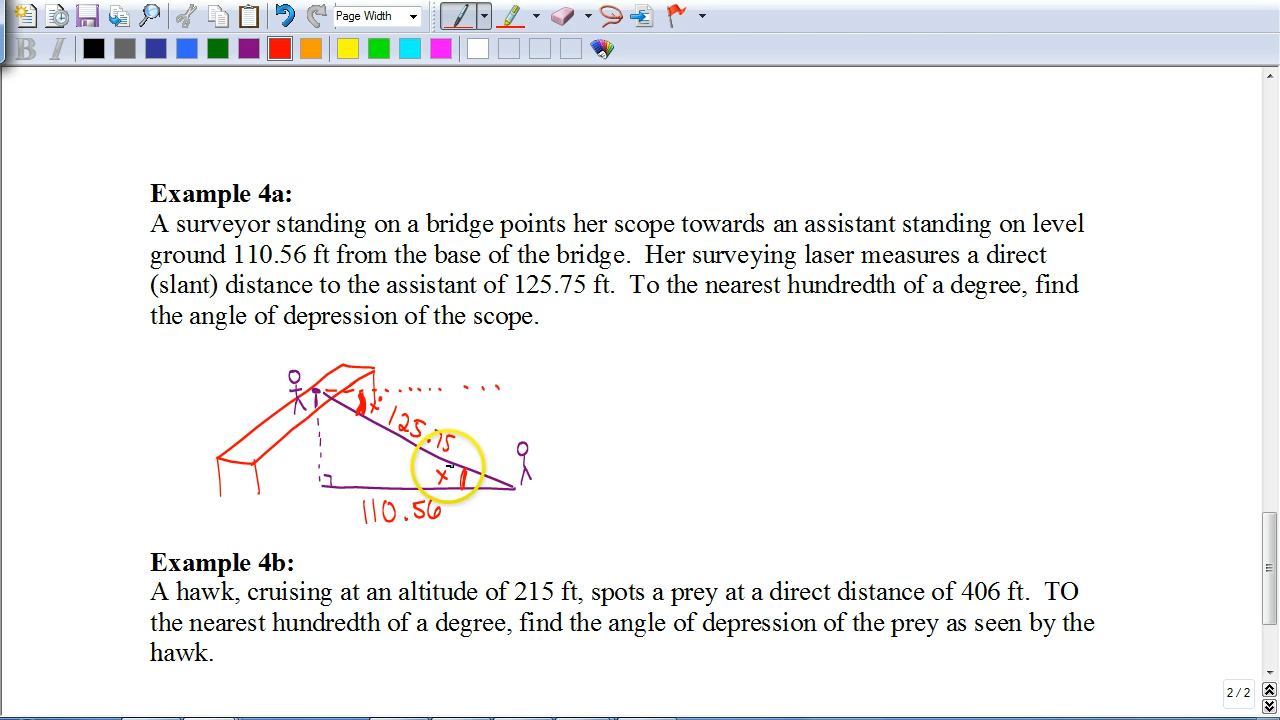 Page Width
B I
Example 4a:
A surveyor standing on a bridge points her scope towards an assistant standing on level
ground 110.56 ft from the base of the bridge. Her surveying laser measures a direct
(slant) distance to the assistant of 125.75 ft. To the nearest hundredth of a degree, find
the angle of depression of the scope.
x°
125.75
x
110.56
Example 4b:
A hawk, cruising at an altitude of 215 ft, spots a prey at a direct distance of 406 ft. TO
the nearest hundredth of a degree, find the angle of depression of the prey as seen by the
hawk.
2 / 2